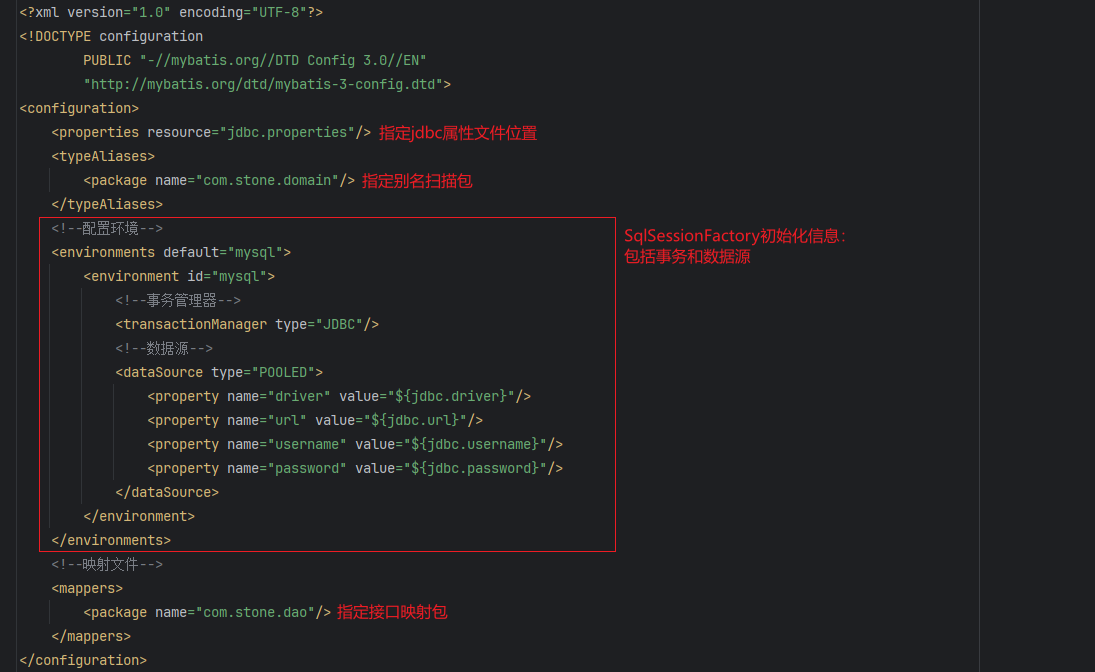 <?xml version="1.0" encoding="UTF-8"?>
<!DOCTYPE configuration
        PUBLIC "-//mybatis.org//DTD Config 3.0//EN"
        "http://mybatis.org/dtd/mybatis-3-config.dtd">
<configuration>
    <properties resource="jdbc.properties"/> 指定jdbc属性文件位置
    <typeAliases>
        <package name="com.stone.domain"/> 指定别名扫描包
    </typeAliases>
    <!--配置环境-->
SqlSessionFactory初始化信息：
包括事务和数据源
    <environments default="mysql">
        <environment id="mysql">
            <!--事务管理器-->
            <transactionManager type="JDBC"/>
            <!--数据源-->
            <dataSource type="POOLED">
                <property name="driver" value="${jdbc.driver}"/>
                <property name="url" value="${jdbc.url}"/>
                <property name="username" value="${jdbc.username}"/>
                <property name="password" value="${jdbc.password}"/>
            </dataSource>
        </environment>
    </environments>
    <!--映射文件-->
    <mappers>
        <package name="com.stone.dao"/> 指定接口映射包
    </mappers>
</configuration>